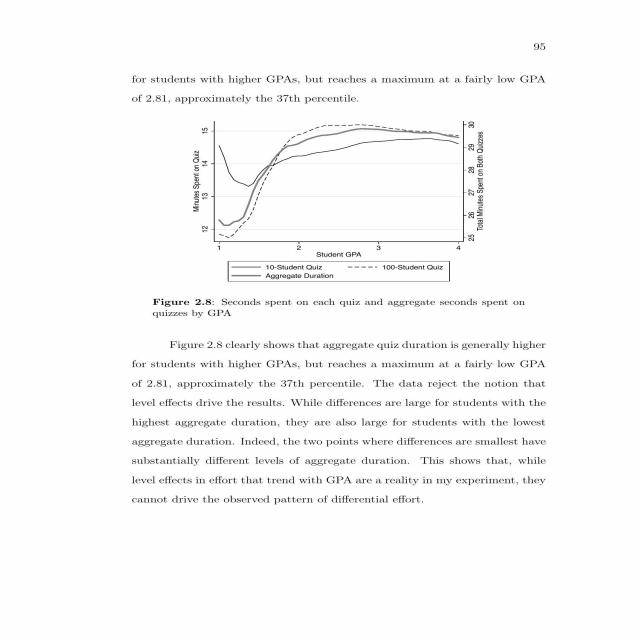 95
for students with higher GPAs, but reaches a maximum at a fairly low GPA
of 2.81, approximately the 37th percentile.
Minutes Spent on Quiz
12 13 14 15
Total Minutes Spent on Both Quizzes
25 26 27 28 29 30
1 2 3 4
Student GPA
10-Student Quiz 100-Student Quiz
Aggregate Duration
Figure 2.8: Seconds spent on each quiz and aggregate seconds spent on
quizzes by GPA
Figure 2.8 clearly shows that aggregate quiz duration is generally higher
for students with higher GPAs, but reaches a maximum at a fairly low GPA
of 2.81, approximately the 37th percentile. The data reject the notion that
level effects drive the results. While differences are large for students with the
highest aggregate duration, they are also large for students with the lowest
aggregate duration. Indeed, the two points where differences are smallest have
substantially different levels of aggregate duration. This shows that, while
level effects in effort that trend with GPA are a reality in my experiment, they
cannot drive the observed pattern of differential effort.